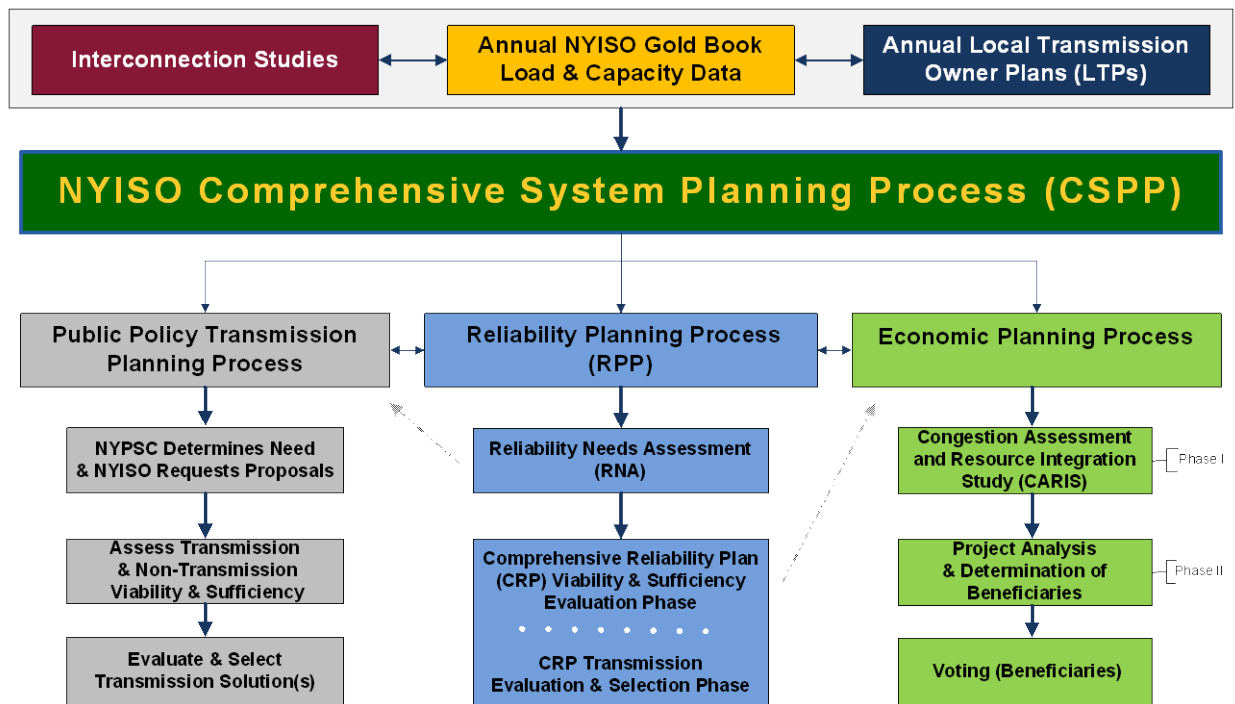 Interconnection Studies
Annual NYISO Gold Book
Load & Capacity Data
Annual Local Transmission
Owner Plans (LTPs)
NYISO Comprehensive System Planning Process (CSPP)
Public Policy Transmission
Planning Process
Reliability Planning Process
(RPP)
Economic Planning Process
NYPSC Determines Need
& NYISO Requests Proposals
Reliability Needs Assessment
(RNA)
Congestion Assessment
and Resource Integration
Study (CARIS)
Phase I
Assess Transmission
& Non-Transmission
Viability & Sufficiency
Comprehensive Reliability Plan
(CRP) Viability & Sufficiency
Evaluation Phase
Project Analysis
& Determination of
Beneficiaries
Phase II
Evaluate & Select
Transmission Solution(s)
CRP Transmission
Evaluation & Selection Phase
Voting (Beneficiaries)